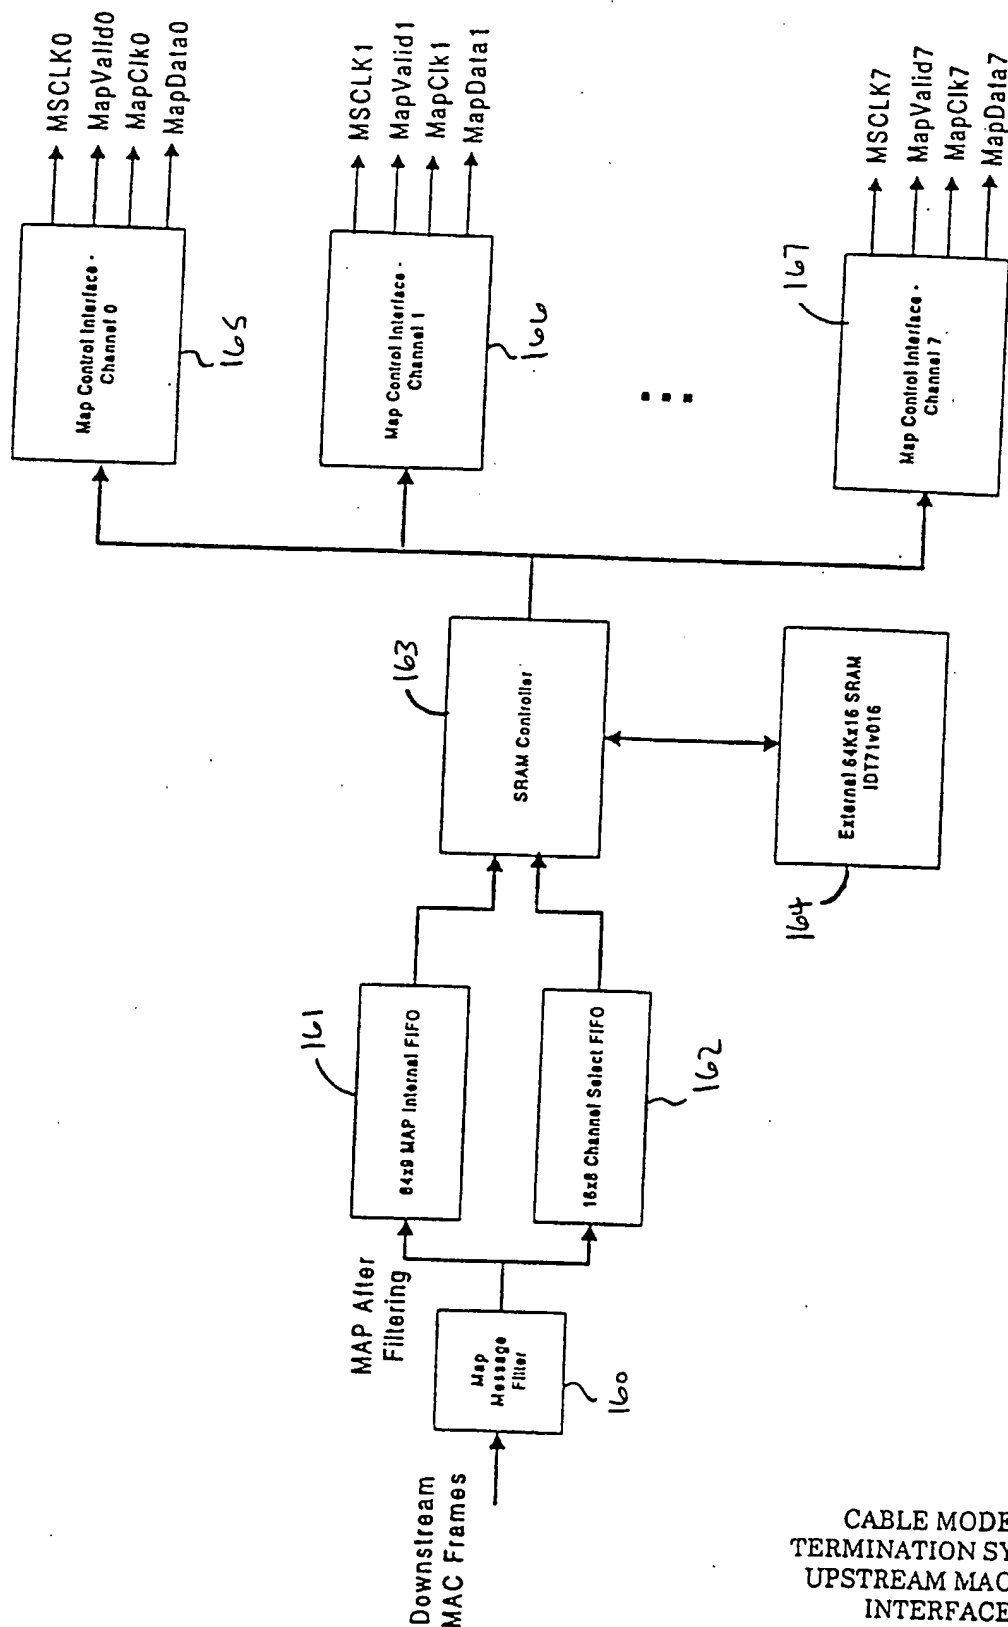 Downstream
MAC Frames
Map
Message
Filter
160
MAP After
Filtering
64x9 MAP Internal FIFO
161
16x8 Channel Select FIFO
162
SRAM Controller
163
External 64Kx16 SRAM
IDT71v016
164
Map Control Interface -
Channel 0
165
MSCLK0
MapValid0
MapClk0
MapData0
Map Control Interface -
Channel 1
166
MSCLK1
MapValid1
MapClk1
MapData1
Map Control Interface -
Channel 7
167
MSCLK7
MapValid7
MapClk7
MapData7
CABLE MODE
TERMINATION SY
UPSTREAM MAC
INTERFACE